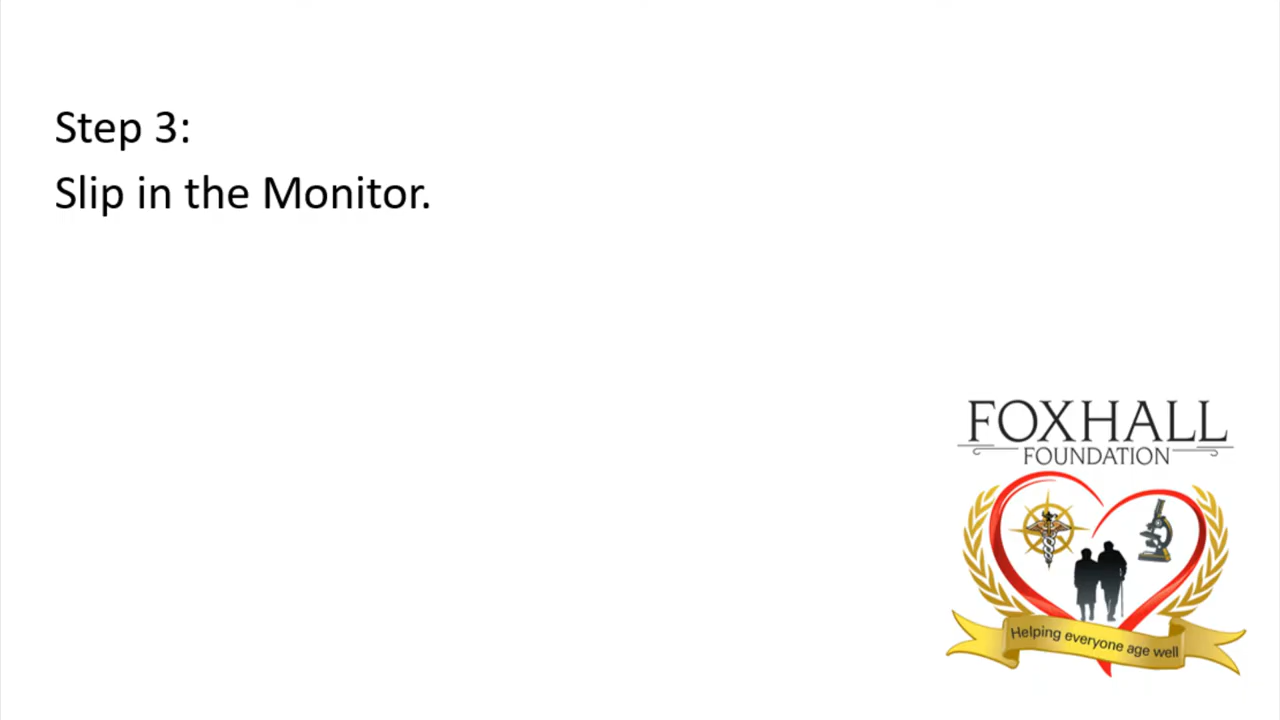 Step 3:
Slip in the Monitor.
FOXHALL
FOUNDATION
Helping everyone age well